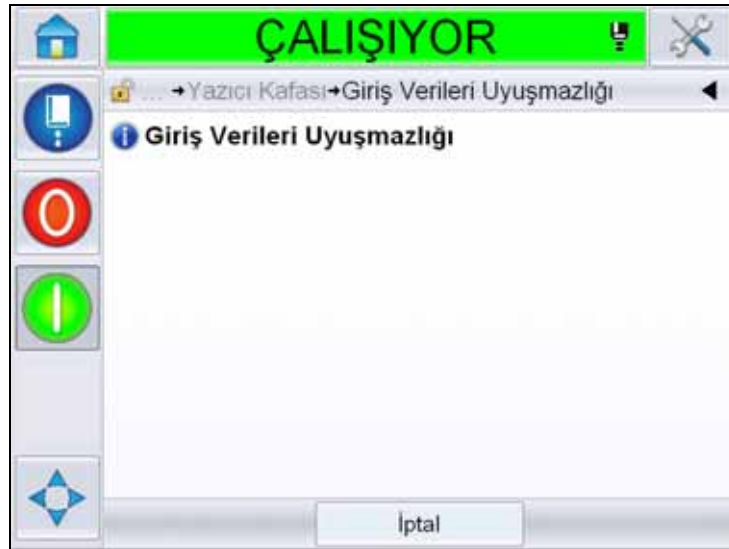 ÇALIŞIYOR
... →Yazıcı Kafası→Giriş Verileri Uyuşmazlığı
Giriş Verileri Uyuşmazlığı
İptal